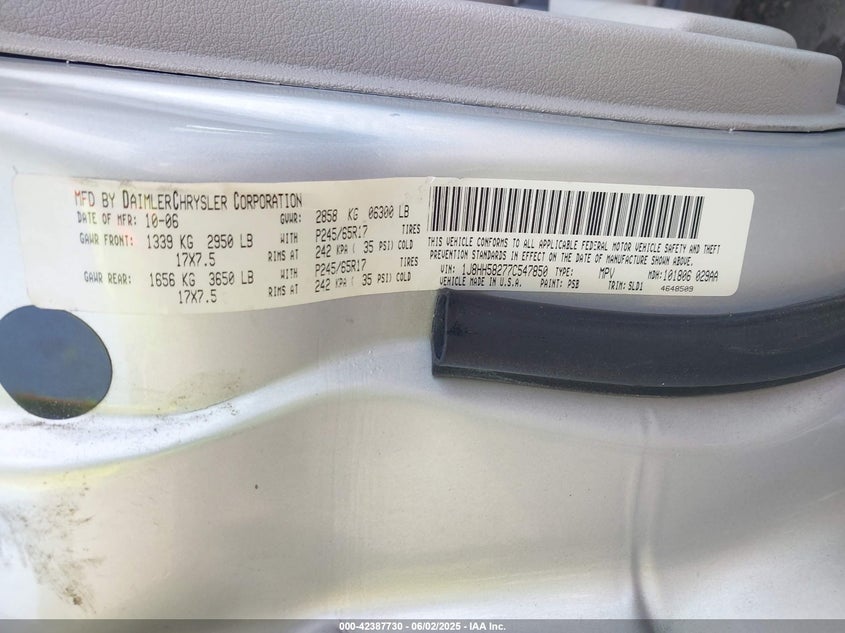 MFD BY DAIMLERCHRYSLER CORPORATION
DATE OF MFR: 10-06 GVWR: 2858 KG 06300 LB
GAWR FRONT: 1339 KG 2950 LB WITH P245/65R17 TIRES
17X7.5 RIMS AT 242 KPA ( 35 PSI) COLD
GAWR REAR: 1656 KG 3650 LB WITH P245/65R17 TIRES
17X7.5 RIMS AT 242 KPA ( 35 PSI) COLD
THIS VEHICLE CONFORMS TO ALL APPLICABLE FEDERAL MOTOR VEHICLE SAFETY AND THEFT
PREVENTION STANDARDS IN EFFECT ON THE DATE OF MANUFACTURE SHOWN ABOVE.
VIN: 1J8HH58277C547850 TYPE: MPV MDH: 101806 029AA
VEHICLE MADE IN U.S.A. PAINT: PSB TRIM: SLD1 4648509
000-42387730 - 06/02/2025 - IAA Inc.